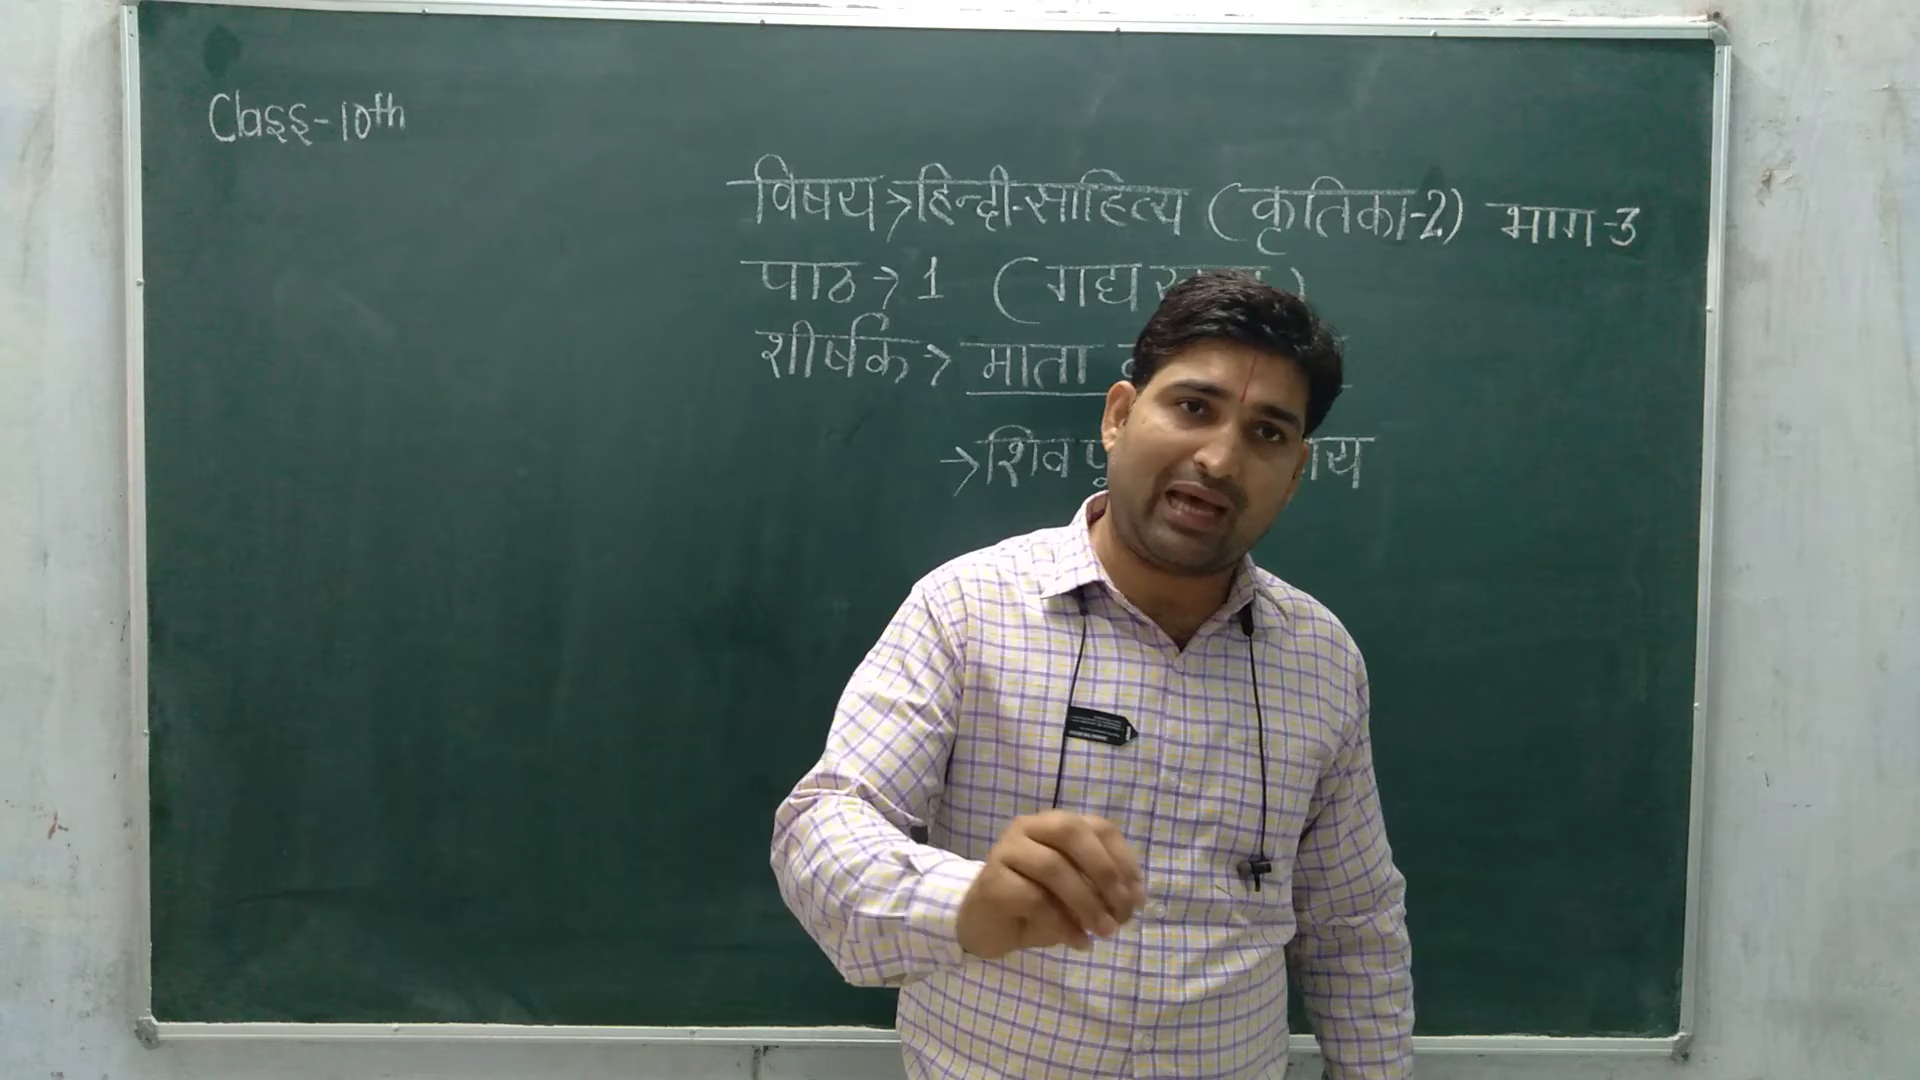 Class-10th
विषय → हिन्दी-साहित्य (कृतिका-2) भाग-3
पाठ → 1 (गद्य
शीर्षक → माता
→ शिव